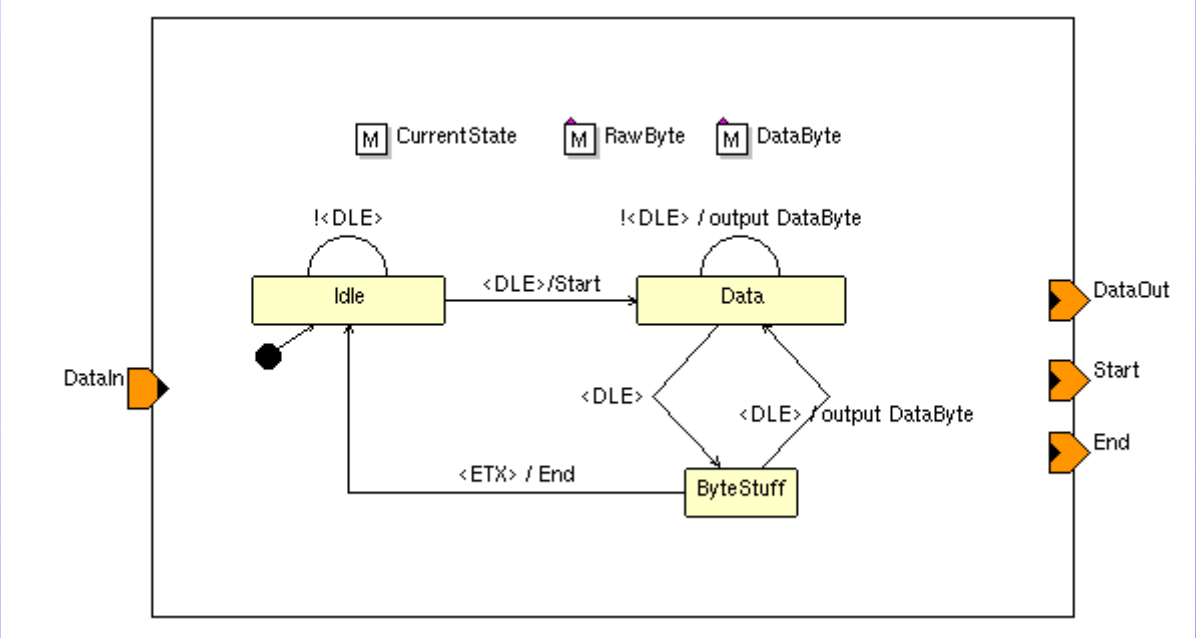 M CurrentState M RawByte M DataByte
!<DLE> !<DLE> / output DataByte
<DLE>/Start
Idle Data
DataOut
DataIn
Start
<DLE>
<DLE> / output DataByte
End
<ETX> / End
ByteStuff